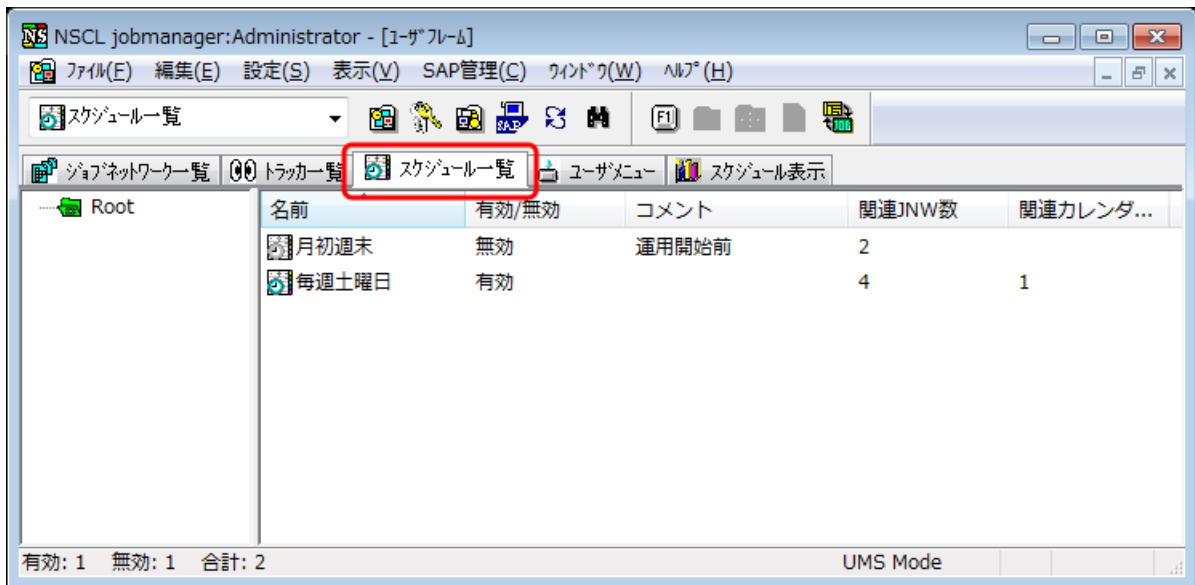 NS NSCL jobmanager:Administrator - [ﾕｰｻﾞﾌﾚｰﾑ]
ﾌｧｲﾙ(F) 編集(E) 設定(S) 表示(V) SAP管理(C) ｳｨﾝﾄﾞｳ(W) ﾍﾙﾌﾟ(H)
スケジュール一覧 SAP F1 JOB
ジョブネットワーク一覧 トラッカ一覧 スケジュール一覧 ユーザメニュー スケジュール表示
Root 名前 有効/無効 コメント 関連JNW数 関連カレンダ...
月初週末 無効 運用開始前 2
毎週土曜日 有効 4 1
有効: 1 無効: 1 合計: 2 UMS Mode